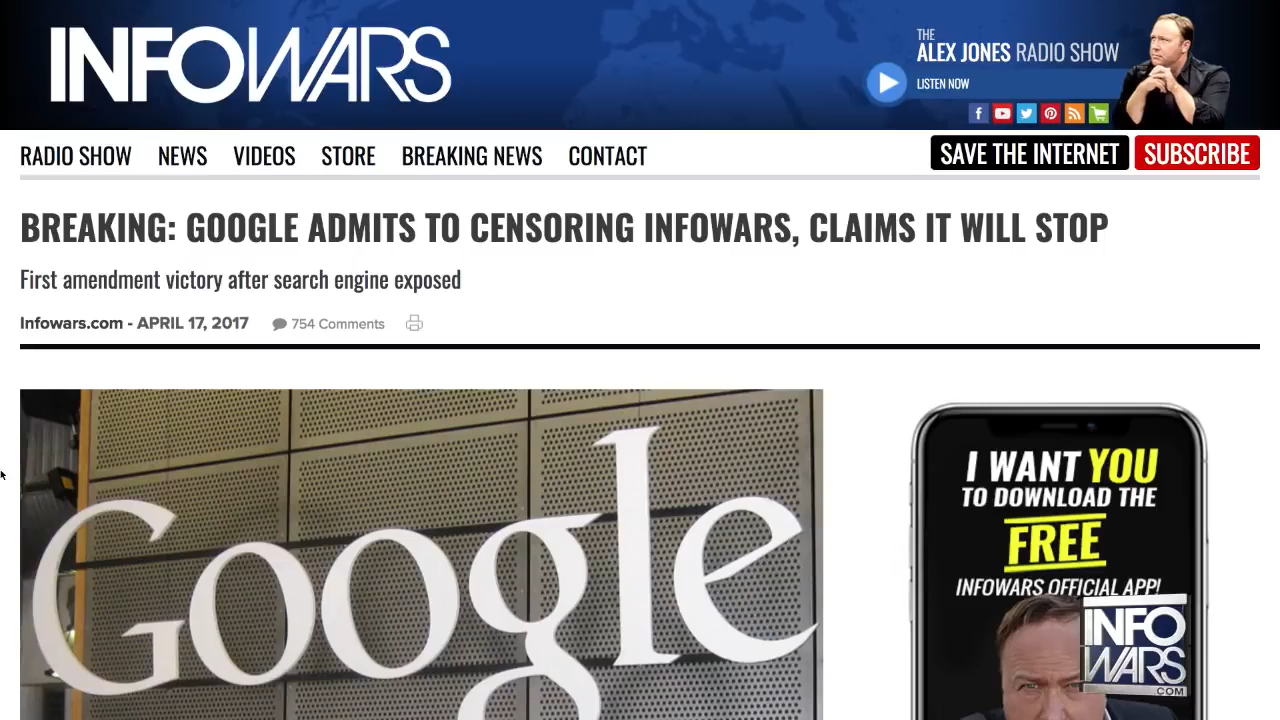 INFOWARS
THE
ALEX JONES RADIO SHOW
LISTEN NOW
RADIO SHOW NEWS VIDEOS STORE BREAKING NEWS CONTACT
SAVE THE INTERNET SUBSCRIBE
BREAKING: GOOGLE ADMITS TO CENSORING INFOWARS, CLAIMS IT WILL STOP
First amendment victory after search engine exposed
Infowars.com - APRIL 17, 2017 754 Comments
Google
I WANT YOU
TO DOWNLOAD THE
FREE
INFOWARS OFFICIAL APP!
INFO
WARS
.COM